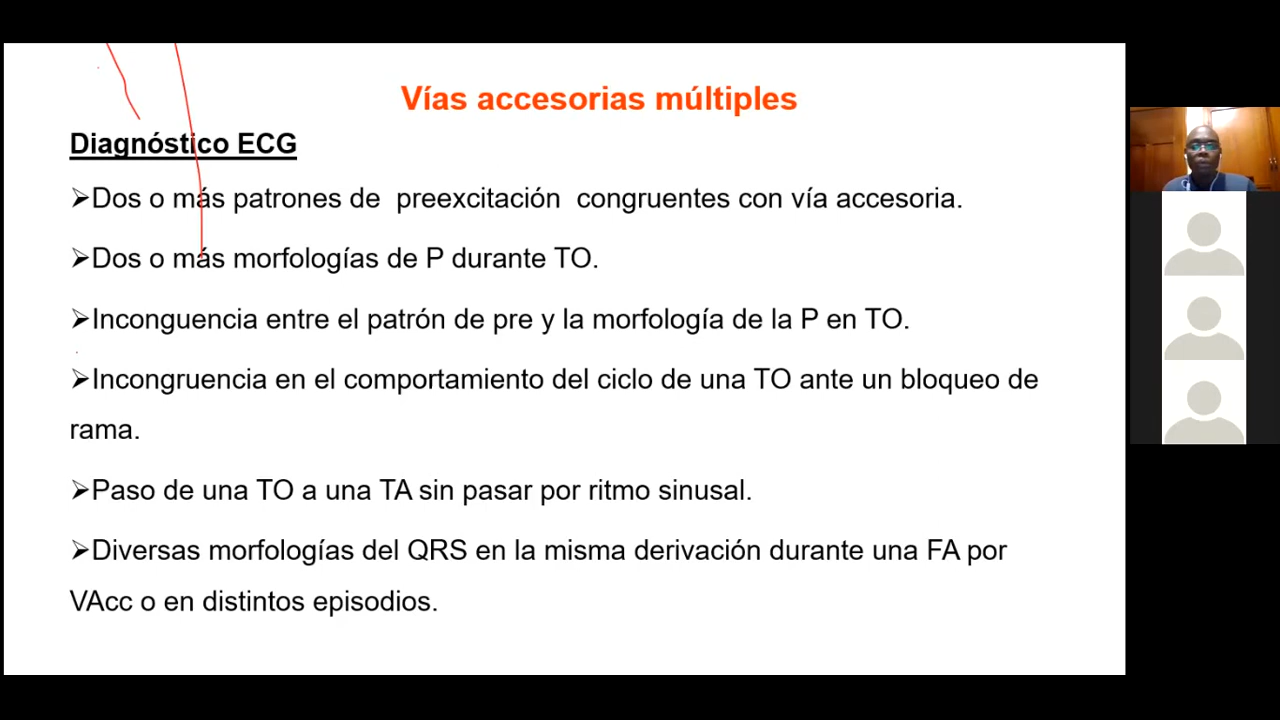 Vías accesorias múltiples
Diagnóstico ECG
➢Dos o más patrones de preexcitación congruentes con vía accesoria.
➢Dos o más morfologías de P durante TO.
➢Inconguencia entre el patrón de pre y la morfología de la P en TO.
➢Incongruencia en el comportamiento del ciclo de una TO ante un bloqueo de
rama.
➢Paso de una TO a una TA sin pasar por ritmo sinusal.
➢Diversas morfologías del QRS en la misma derivación durante una FA por
VAcc o en distintos episodios.